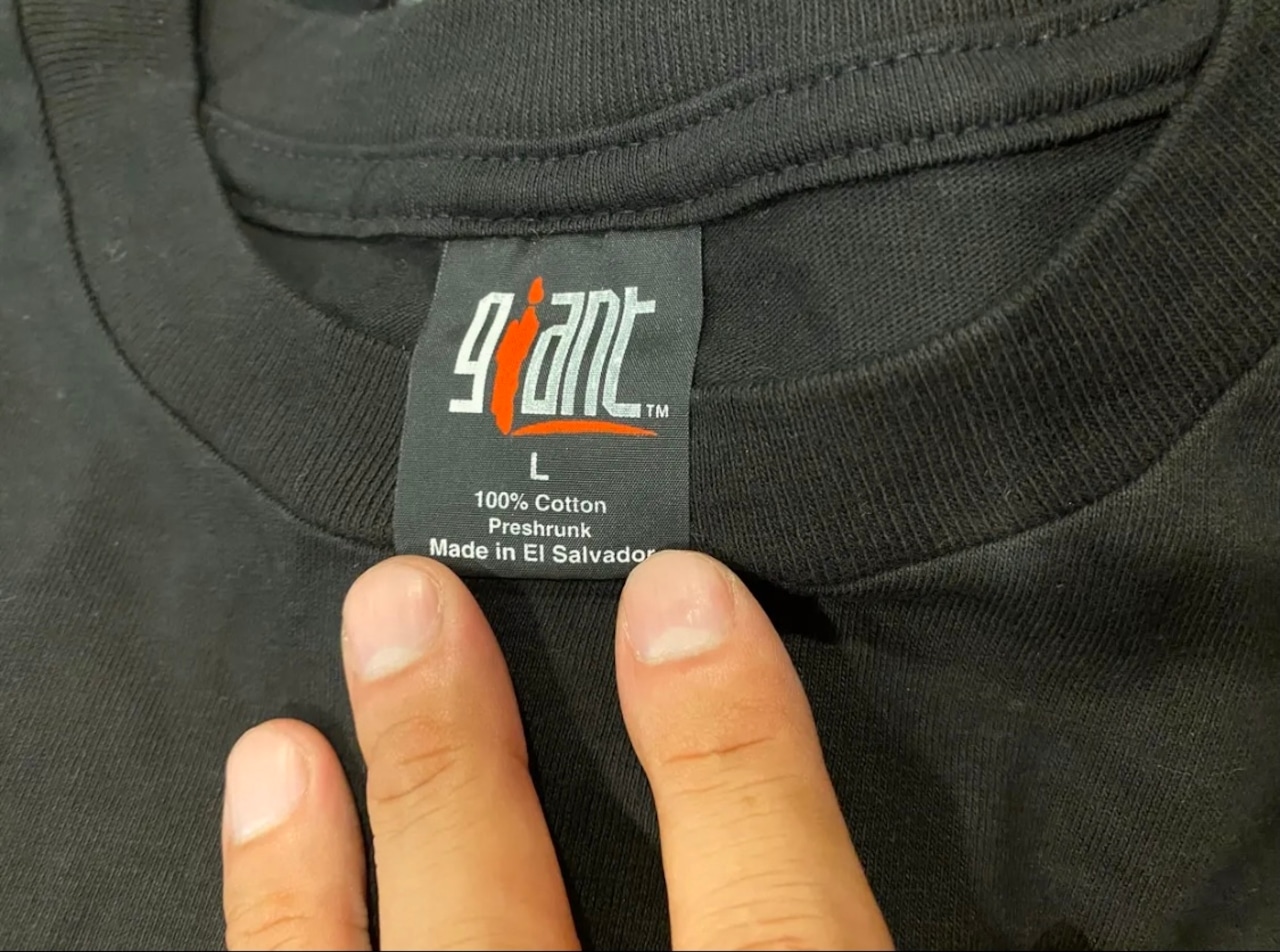 giant™
L
100% Cotton
Preshrunk
Made in El Salvador